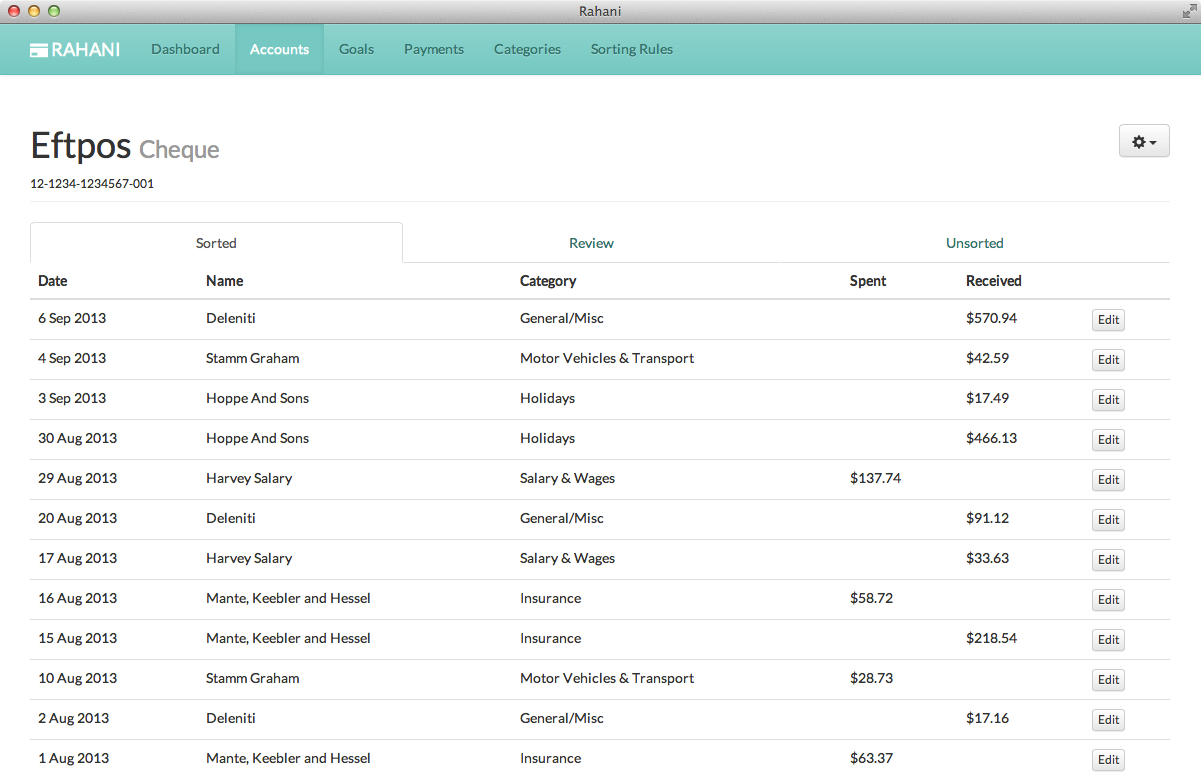 Rahani
RAHANI Dashboard Accounts Goals Payments Categories Sorting Rules
Eftpos Cheque
12-1234-1234567-001
Sorted Review Unsorted
Date Name Category Spent Received
6 Sep 2013 Deleniti General/Misc $570.94 Edit
4 Sep 2013 Stamm Graham Motor Vehicles & Transport $42.59 Edit
3 Sep 2013 Hoppe And Sons Holidays $17.49 Edit
30 Aug 2013 Hoppe And Sons Holidays $466.13 Edit
29 Aug 2013 Harvey Salary Salary & Wages $137.74 Edit
20 Aug 2013 Deleniti General/Misc $91.12 Edit
17 Aug 2013 Harvey Salary Salary & Wages $33.63 Edit
16 Aug 2013 Mante, Keebler and Hessel Insurance $58.72 Edit
15 Aug 2013 Mante, Keebler and Hessel Insurance $218.54 Edit
10 Aug 2013 Stamm Graham Motor Vehicles & Transport $28.73 Edit
2 Aug 2013 Deleniti General/Misc $17.16 Edit
1 Aug 2013 Mante, Keebler and Hessel Insurance $63.37 Edit